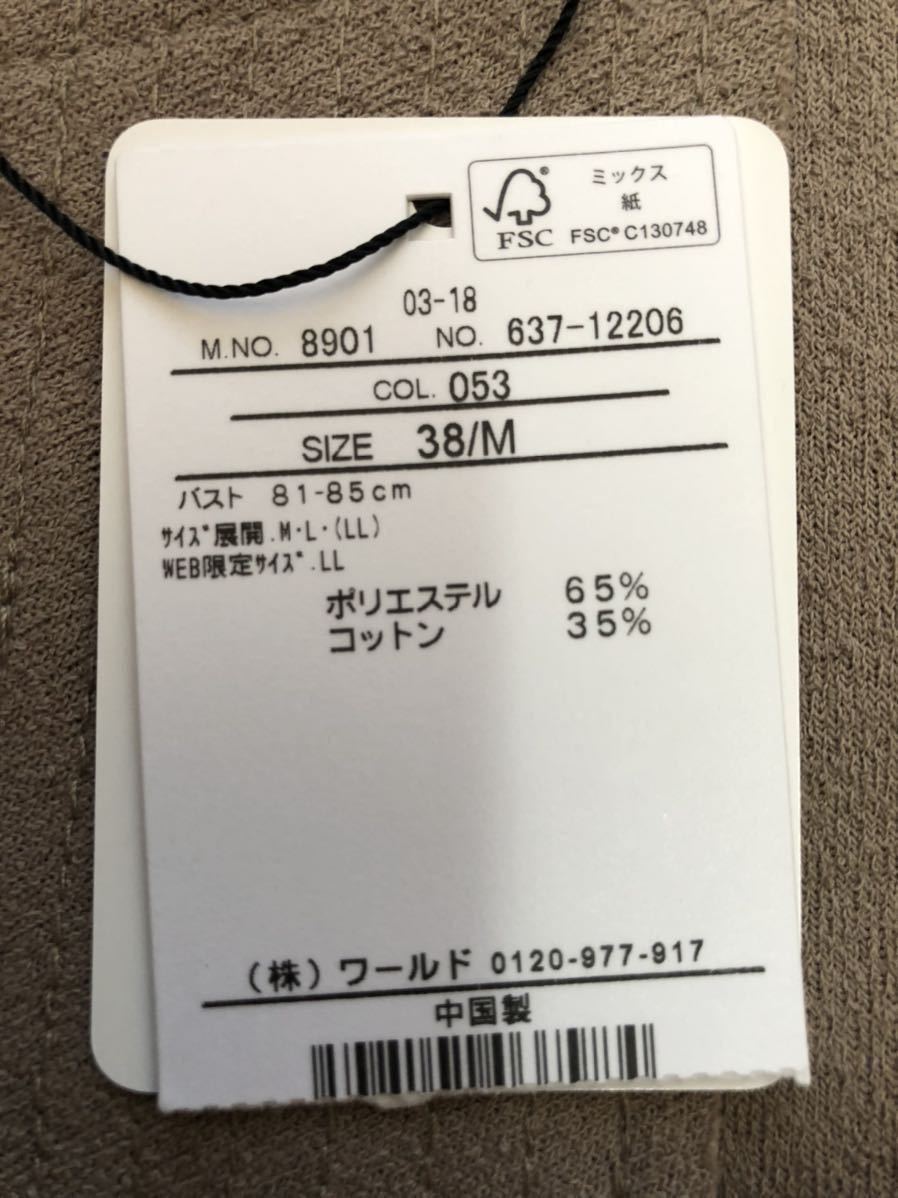 ミックス
紙
FSC® FSC® C130748
03-18
M.NO. 8901 NO. 637-12206
COL. 053
SIZE 38/M
バスト 81-85cm
ｻｲｽﾞ展開.M･L･(LL)
WEB限定ｻｲｽﾞ.LL
ポリエステル 65%
コットン 35%
(株)ワールド 0120-977-917
中国製